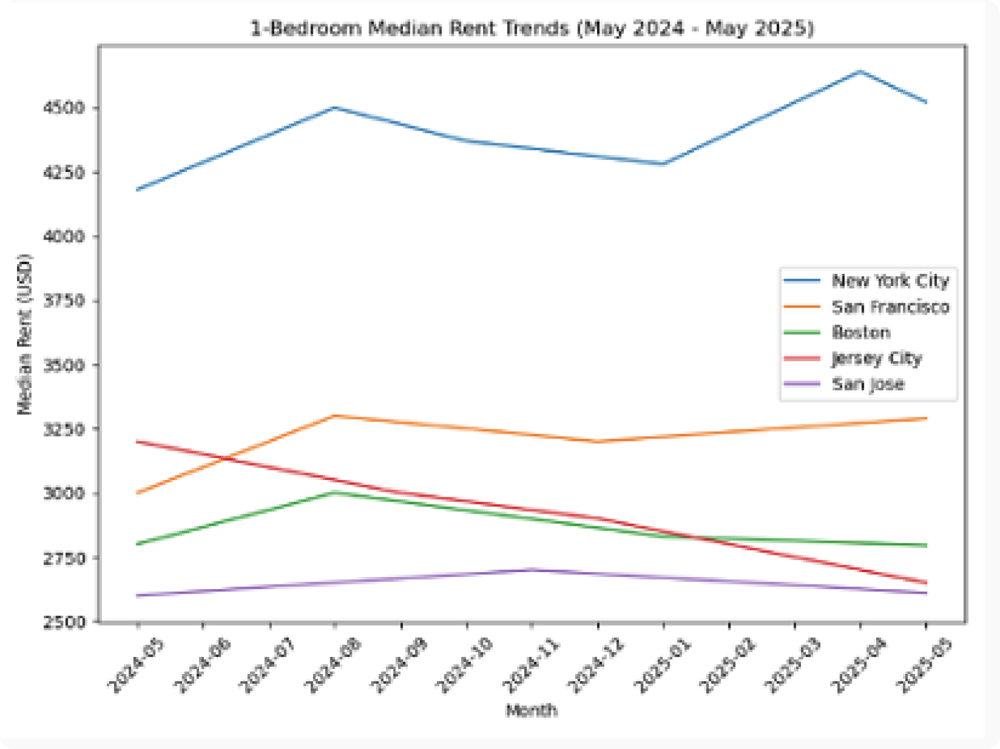 1-Bedroom Median Rent Trends (May 2024 - May 2025)
Median Rent (USD)
4500
4250
4000
3750
3500
3250
3000
2750
2500
New York City
San Francisco
Boston
Jersey City
San Jose
2024-05
2024-06
2024-07
2024-08
2024-09
2024-10
2024-11
2024-12
2025-01
2025-02
2025-03
2025-04
2025-05
Month